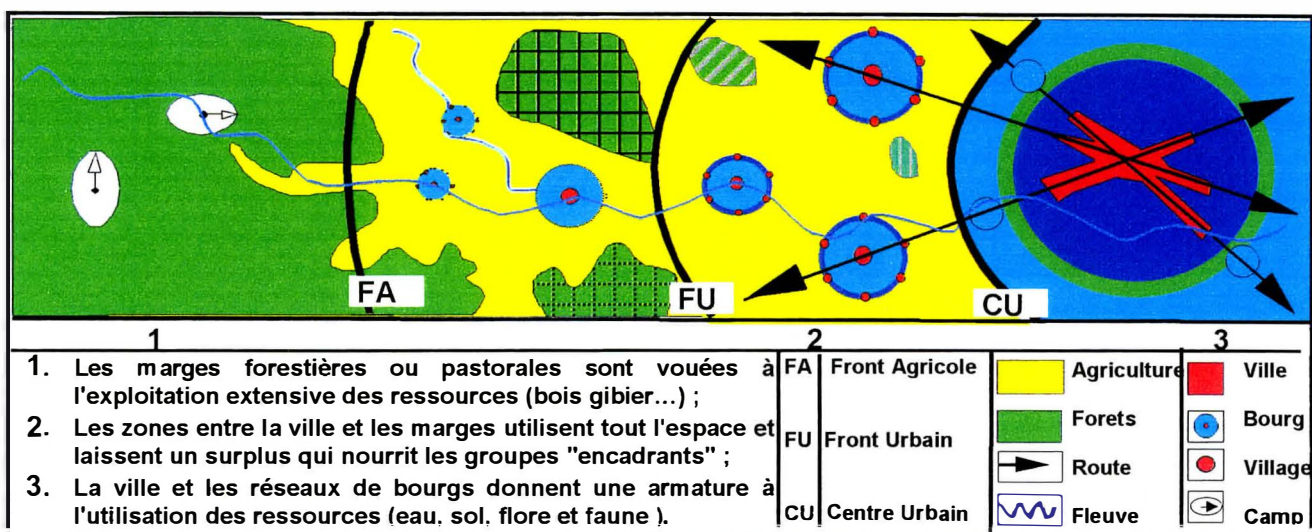 FA
FU
CU
1
2
3
1. Les marges forestières ou pastorales sont vouées à
l'exploitation extensive des ressources (bois gibier...) ;
2. Les zones entre la ville et les marges utilisent tout l'espace et
laissent un surplus qui nourrit les groupes "encadrants" ;
3. La ville et les réseaux de bourgs donnent une armature à
l'utilisation des ressources (eau, sol, flore et faune ).
FA Front Agricole
FU Front Urbain
CU Centre Urbain
Agriculture
Forets
Route
Fleuve
Ville
Bourg
Village
Camp